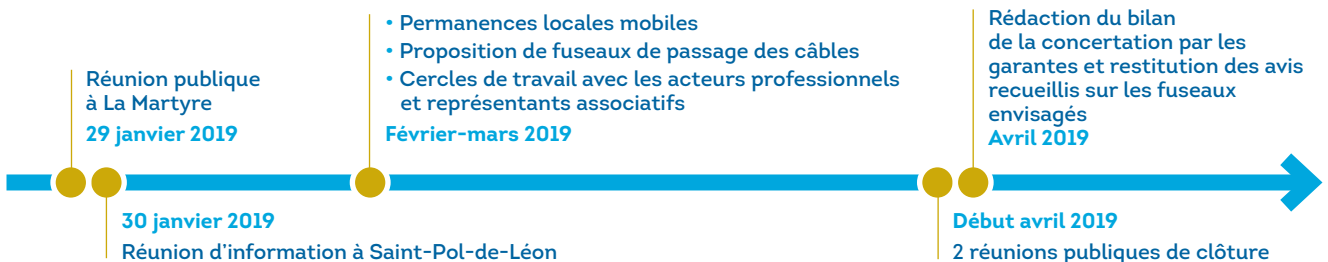 Réunion publique
à La Martyre
29 janvier 2019
30 janvier 2019
Réunion d’information à Saint-Pol-de-Léon
• Permanences locales mobiles
• Proposition de fuseaux de passage des câbles
• Cercles de travail avec les acteurs professionnels
et représentants associatifs
Février-mars 2019
Début avril 2019
2 réunions publiques de clôture
Rédaction du bilan
de la concertation par les
garantes et restitution des avis
recueillis sur les fuseaux
envisagés
Avril 2019